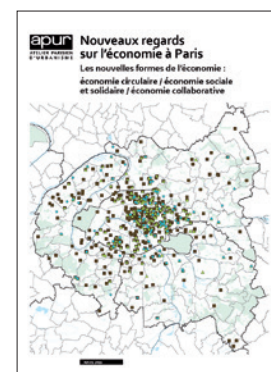 apur
ATELIER PARISIEN
D'URBANISME
Nouveaux regards
sur l'économie à Paris
Les nouvelles formes de l'économie :
économie circulaire / économie sociale
et solidaire / économie collaborative